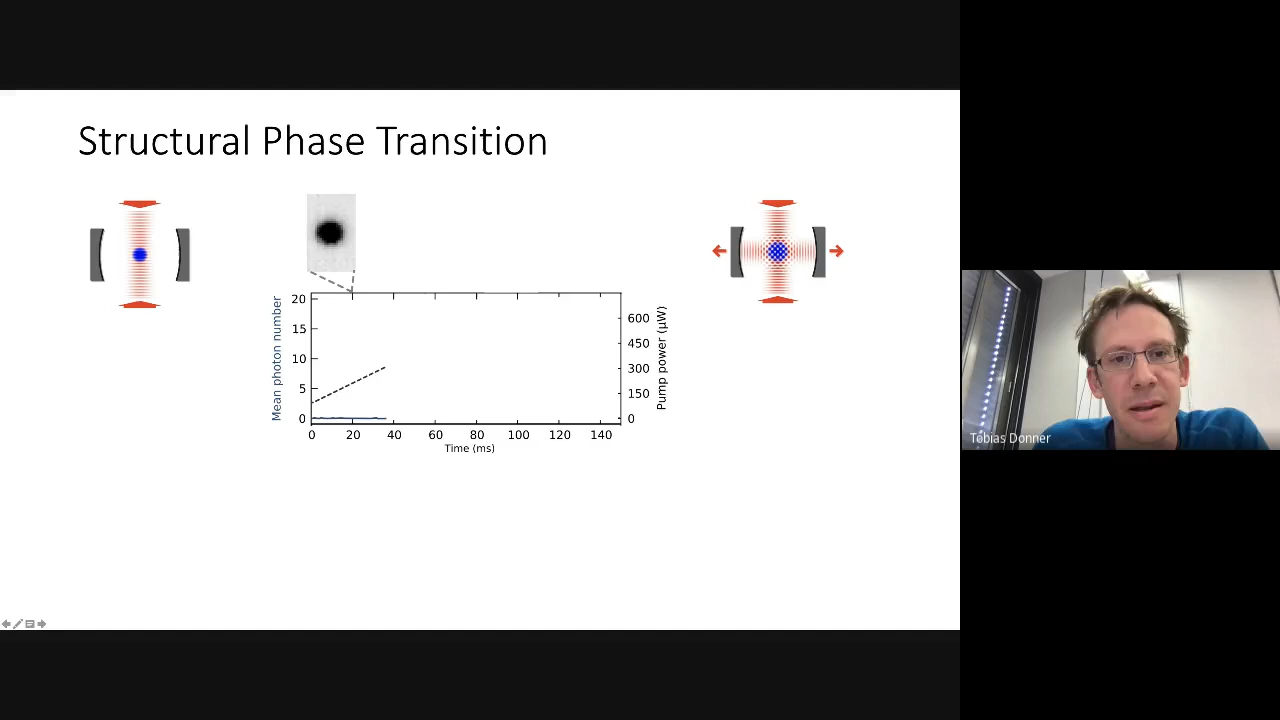 Structural Phase Transition
Mean photon number
20
15
10
5
0
0 20 40 60 80 100 120 140
Time (ms)
600
450
300
150
0
Pump power (µW)
Tobias Donner